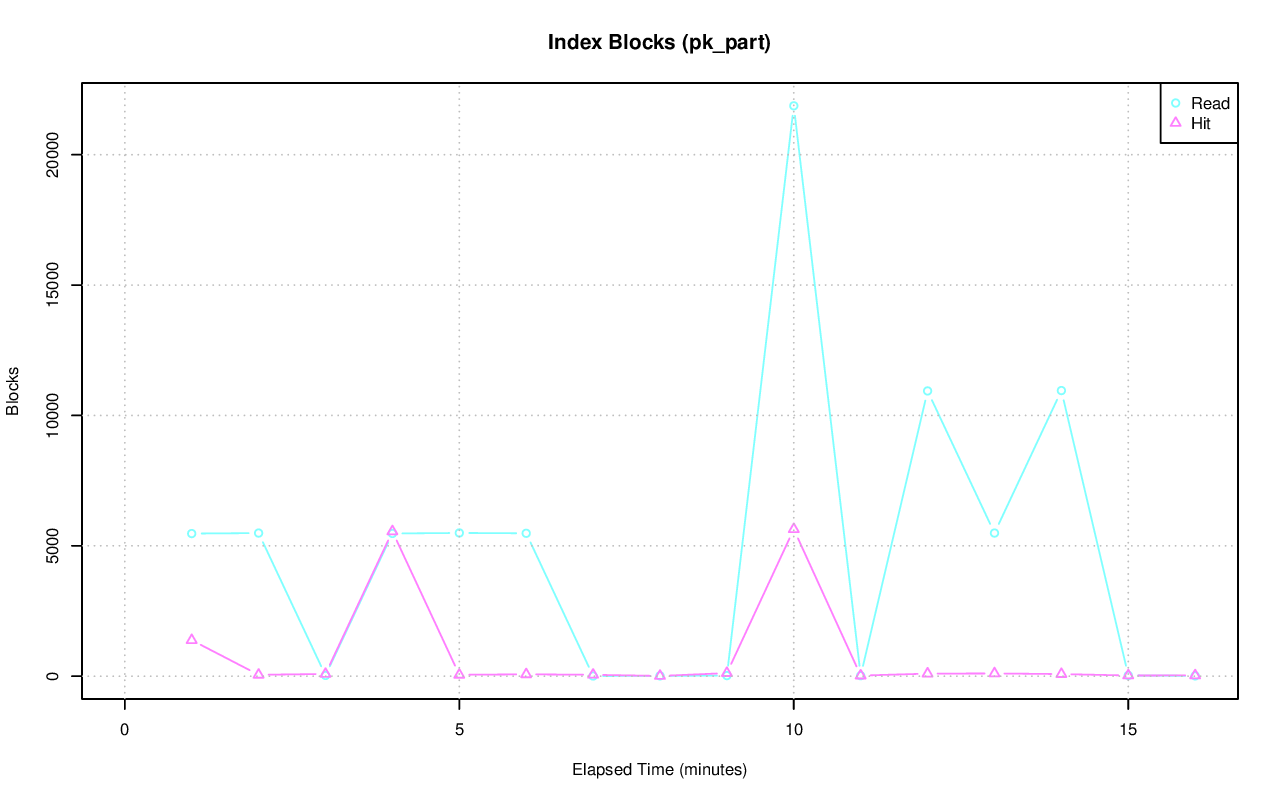 Index Blocks (pk_part)
Read
Hit
Blocks
20000
15000
10000
5000
0
0 5 10 15
Elapsed Time (minutes)